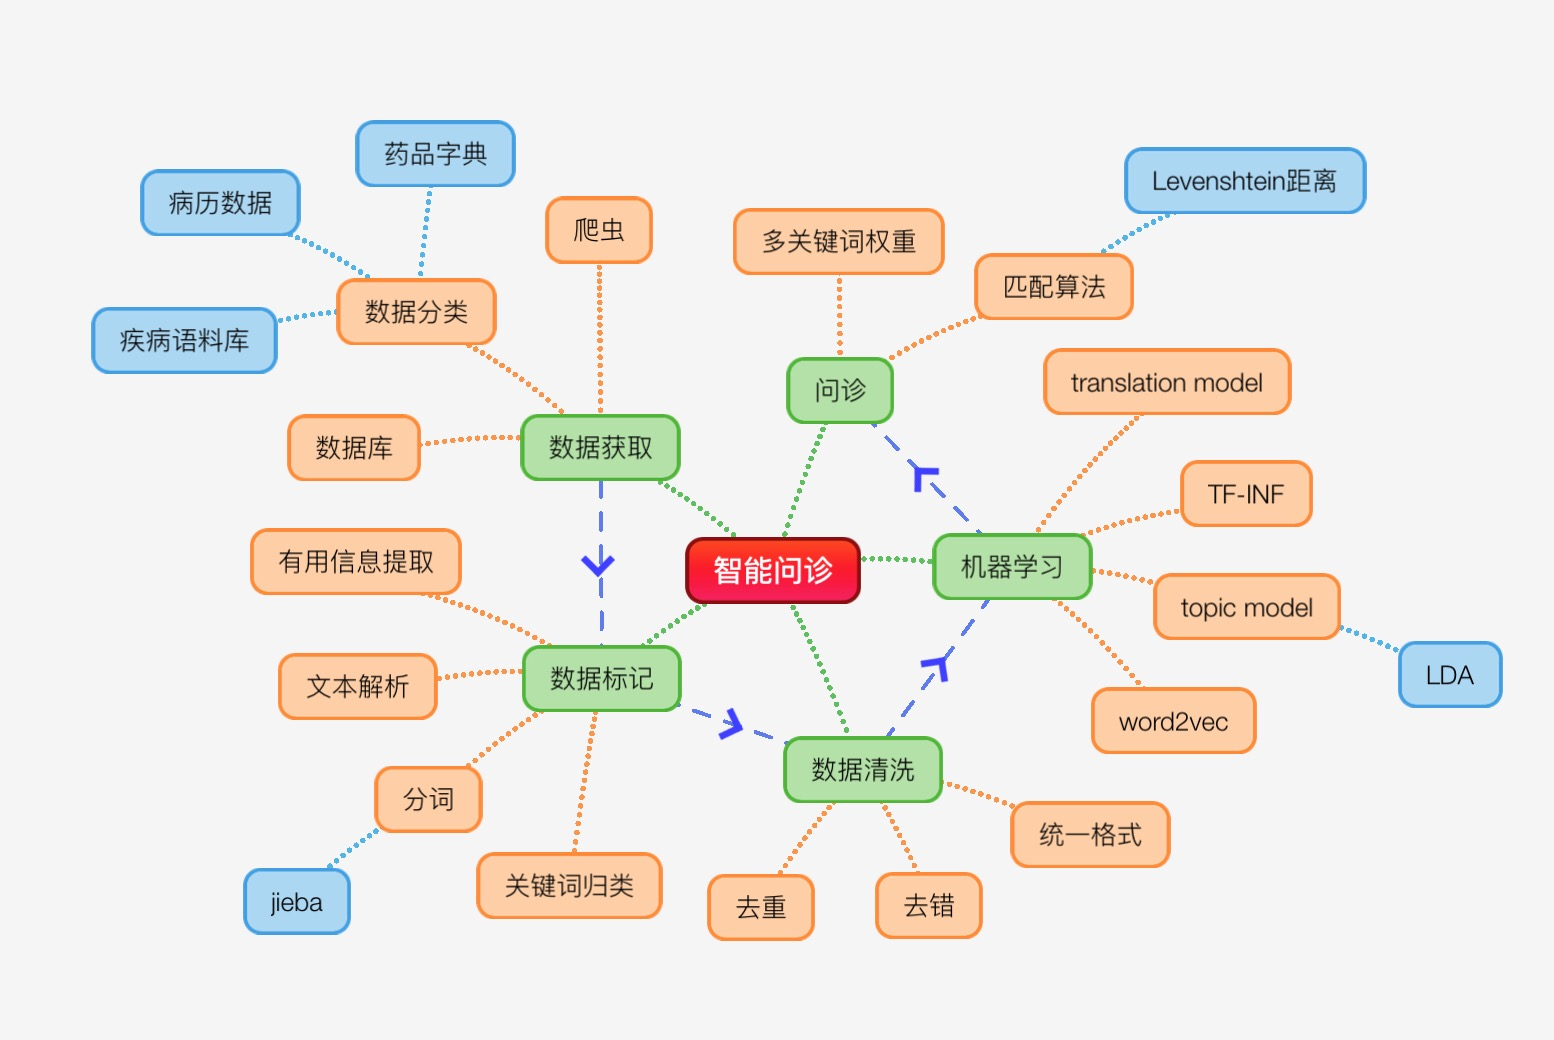 药品字典
病历数据
疾病语料库
数据分类
爬虫
数据库
数据获取
多关键词权重
Levenshtein距离
匹配算法
问诊
translation model
TF-INF
机器学习
topic model
LDA
word2vec
智能问诊
有用信息提取
文本解析
数据标记
分词
jieba
关键词归类
数据清洗
统一格式
去重
去错